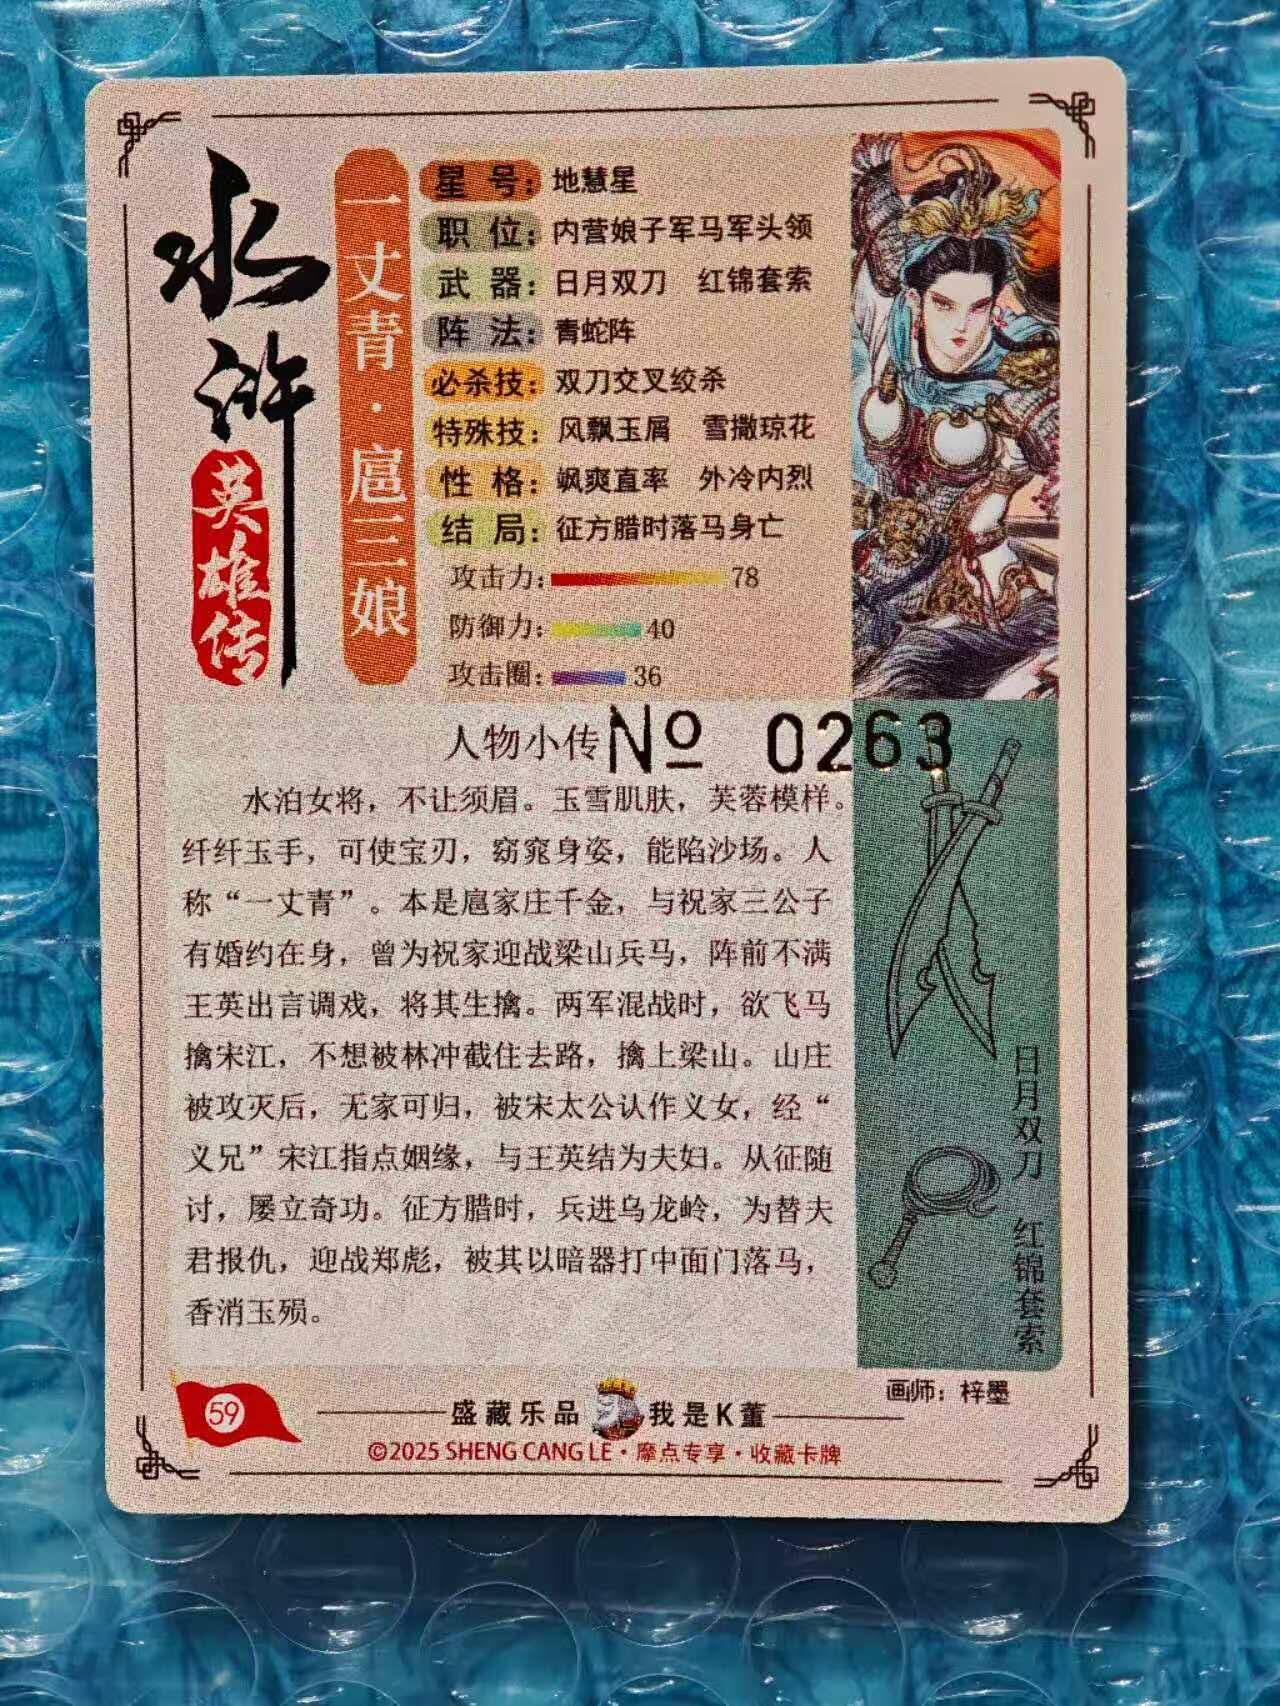 水浒
英雄传
一丈青·扈三娘
星号：地慧星
职位：内营娘子军马军头领
武器：日月双刀 红锦套索
阵法：青蛇阵
必杀技：双刀交叉绞杀
特殊技：风飘玉屑 雪撒琼花
性格：飒爽直率 外冷内烈
结局：征方腊时落马身亡
攻击力：78
防御力：40
攻击圈：36
人物小传
No 0263
水泊女将，不让须眉。玉雪肌肤，芙蓉模样。
纤纤玉手，可使宝刃，窈窕身姿，能陷沙场。人
称“一丈青”。本是扈家庄千金，与祝家三公子
有婚约在身，曾为祝家迎战梁山兵马，阵前不满
王英出言调戏，将其生擒。两军混战时，欲飞马
擒宋江，不想被林冲截住去路，擒上梁山。山庄
被攻灭后，无家可归，被宋太公认作义女，经“
义兄”宋江指点姻缘，与王英结为夫妇。从征随
讨，屡立奇功。征方腊时，兵进乌龙岭，为替夫
君报仇，迎战郑彪，被其以暗器打中面门落马，
香消玉殒。
日月双刀 红锦套索
画师：梓墨
59
盛藏乐品 我是K董
©2025 SHENG CANG LE·摩点专享·收藏卡牌